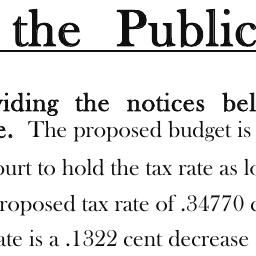 the Public
viding the notices bel
e. The proposed budget is
ourt to hold the tax rate as lo
roposed tax rate of .34770 c
ate is a .1322 cent decrease